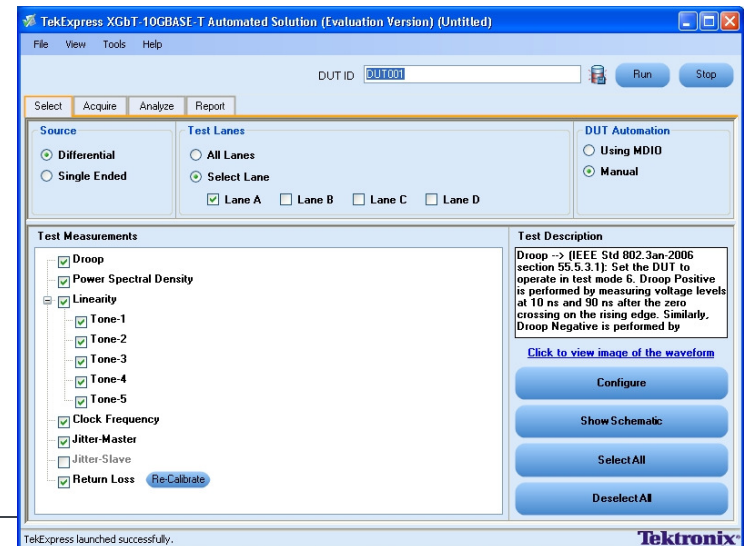 TekExpress XGbT-10GBASE-T Automated Solution (Evaluation Version) (Untitled)
File View Tools Help
DUT ID DUT001 Run Stop
Select Acquire Analyze Report
Source
Differential
Single Ended
Test Lanes
All Lanes
Select Lane
Lane A Lane B Lane C Lane D
DUT Automation
Using MDIO
Manual
Test Measurements
Droop
Power Spectral Density
Linearity
Tone-1
Tone-2
Tone-3
Tone-4
Tone-5
Clock Frequency
Jitter-Master
Jitter-Slave
Return Loss Re-Calibrate
Test Description
Droop --> (IEEE Std 802.3an-2006
section 55.5.3.1): Set the DUT to
operate in test mode 6. Droop Positive
is performed by measuring voltage levels
at 10 ns and 90 ns after the zero
crossing on the rising edge. Similarly,
Droop Negative is performed by
Click to view image of the waveform
Configure
Show Schematic
Select All
Deselect All
TekExpress launched successfully.
Tektronix